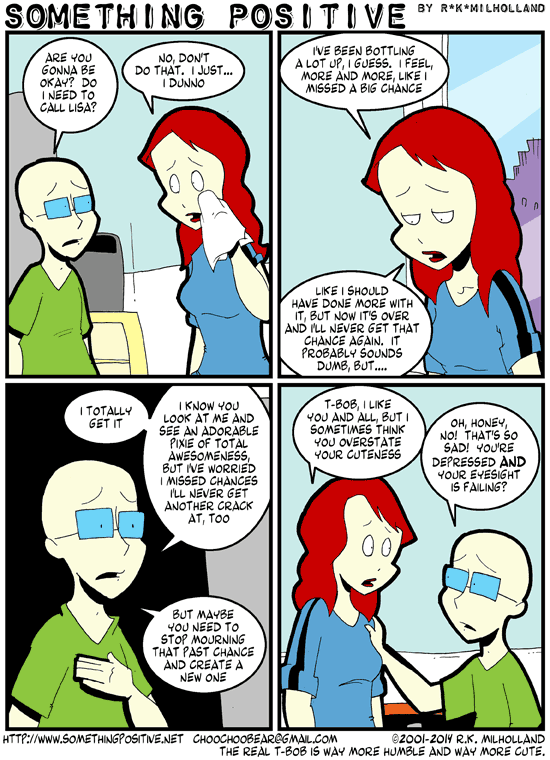 SOMETHING POSITIVE BY R*K*MILHOLLAND
ARE YOU
GONNA BE
OKAY? DO
I NEED TO
CALL LISA?
NO, DON'T
DO THAT. I JUST...
I DUNNO
I'VE BEEN BOTTLING
A LOT UP, I GUESS. I FEEL,
MORE AND MORE, LIKE I
MISSED A BIG CHANCE
LIKE I SHOULD
HAVE DONE MORE WITH
IT, BUT NOW IT'S OVER
AND I'LL NEVER GET THAT
CHANCE AGAIN. IT
PROBABLY SOUNDS
DUMB, BUT....
I TOTALLY
GET IT
I KNOW YOU
LOOK AT ME AND
SEE AN ADORABLE
PIXIE OF TOTAL
AWESOMENESS,
BUT I'VE WORRIED
I MISSED CHANCES
I'LL NEVER GET
ANOTHER CRACK
AT, TOO
BUT MAYBE
YOU NEED TO
STOP MOURNING
THAT PAST CHANCE
AND CREATE A
NEW ONE
T-BOB, I LIKE
YOU AND ALL, BUT I
SOMETIMES THINK
YOU OVERSTATE
YOUR CUTENESS
OH, HONEY,
NO! THAT'S SO
SAD! YOU'RE
DEPRESSED AND
YOUR EYESIGHT
IS FAILING?
HTTP://WWW.SOMETHINGPOSITIVE.NET CHOOCHOOBEAR@GMAIL.COM ©2001-2014 R.K. MILHOLLAND
THE REAL T-BOB IS WAY MORE HUMBLE AND WAY MORE CUTE.